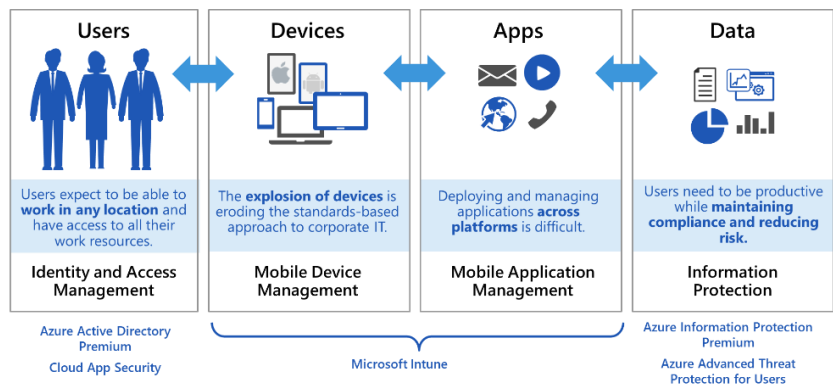 Users
Users expect to be able to
work in any location and
have access to all their
work resources.
Identity and Access
Management
Azure Active Directory
Premium
Cloud App Security
Devices
The explosion of devices is
eroding the standards-based
approach to corporate IT.
Mobile Device
Management
Apps
Deploying and managing
applications across
platforms is difficult.
Mobile Application
Management
Microsoft Intune
Data
Users need to be productive
while maintaining
compliance and reducing
risk.
Information
Protection
Azure Information Protection
Premium
Azure Advanced Threat
Protection for Users